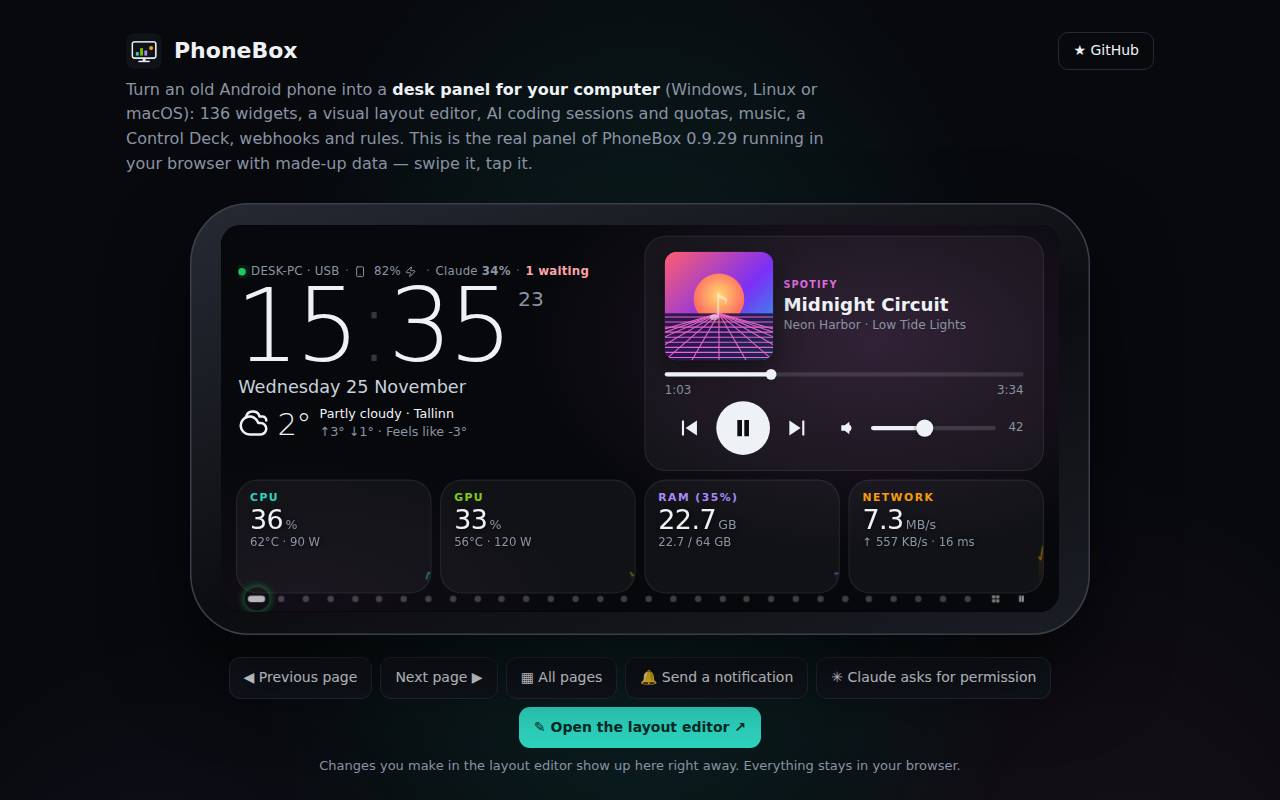 PhoneBox
★ GitHub
Turn an old Android phone into a desk panel for your computer (Windows, Linux or
macOS): 136 widgets, a visual layout editor, AI coding sessions and quotas, music, a
Control Deck, webhooks and rules. This is the real panel of PhoneBox 0.9.29 running in
your browser with made-up data — swipe it, tap it.
DESK-PC · USB · 82% · Claude 34% · 1 waiting
15:35 23
Wednesday 25 November
2° Partly cloudy · Tallinn
↑3° ↓1° · Feels like -3°
SPOTIFY
Midnight Circuit
Neon Harbor · Low Tide Lights
1:03 3:34
42
CPU
36 %
62°C · 90 W
GPU
33 %
56°C · 120 W
RAM (35%)
22.7 GB
22.7 / 64 GB
NETWORK
7.3 MB/s
↑ 557 KB/s · 16 ms
◀ Previous page
Next page ▶
▦ All pages
🔔 Send a notification
✳ Claude asks for permission
✎ Open the layout editor ↗
Changes you make in the layout editor show up here right away. Everything stays in your browser.